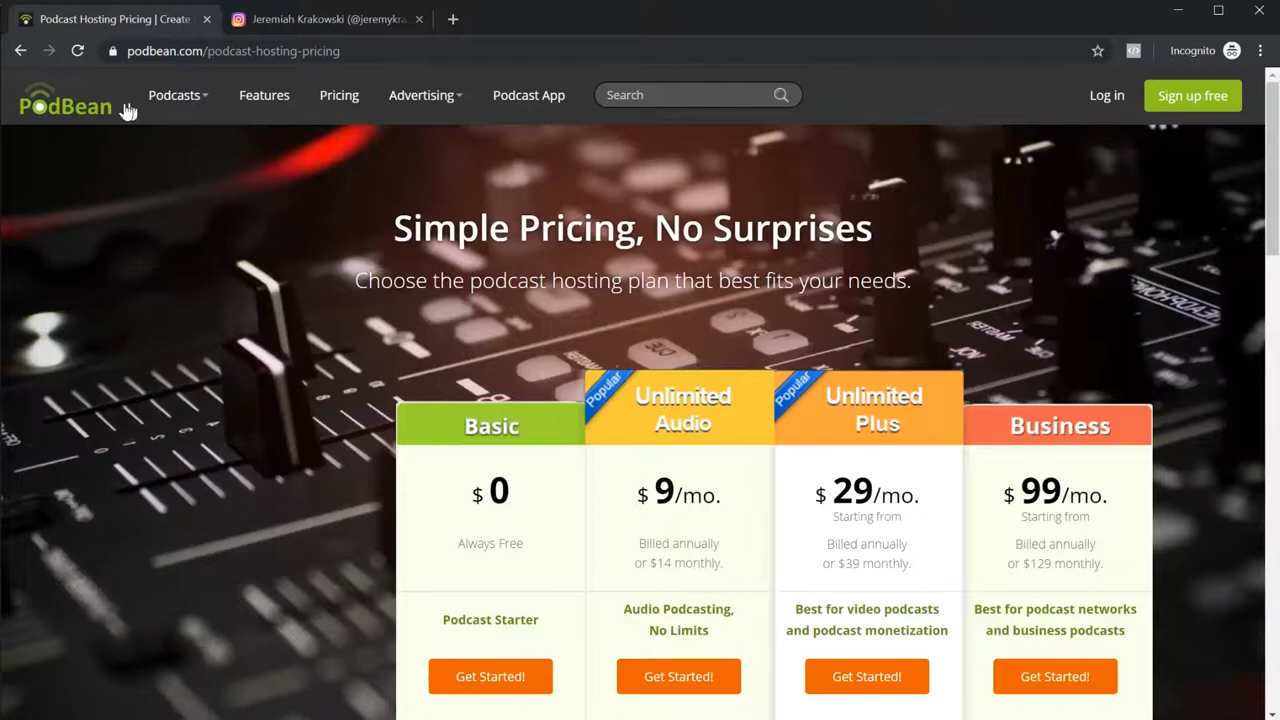 Podcast Hosting Pricing | Create
Jeremiah Krakowski (@jeremykra
podbean.com/podcast-hosting-pricing
Incognito
PodBean
Podcasts
Features
Pricing
Advertising
Podcast App
Search
Log in
Sign up free
Simple Pricing, No Surprises
Choose the podcast hosting plan that best fits your needs.
Basic
$ 0
Always Free
Podcast Starter
Get Started!
Popular
Unlimited
Audio
$ 9/mo.
Billed annually
or $14 monthly.
Audio Podcasting,
No Limits
Get Started!
Popular
Unlimited
Plus
$ 29/mo.
Starting from
Billed annually
or $39 monthly.
Best for video podcasts
and podcast monetization
Get Started!
Business
$ 99/mo.
Starting from
Billed annually
or $129 monthly.
Best for podcast networks
and business podcasts
Get Started!